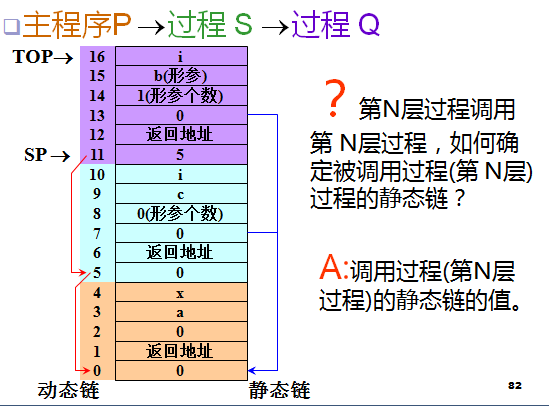 主程序P→过程 S →过程 Q
TOP→ 16 i
15 b(形参)
14 1(形参个数)
13 0
12 返回地址
SP→ 11 5
10 i
9 c
8 0(形参个数)
7 0
6 返回地址
5 0
4 x
3 a
2 0
1 返回地址
0 0
动态链 静态链
? 第N层过程调用
第 N层过程，如何确
定被调用过程(第 N层)
过程的静态链？
A:调用过程(第N层
过程)的静态链的值。
82